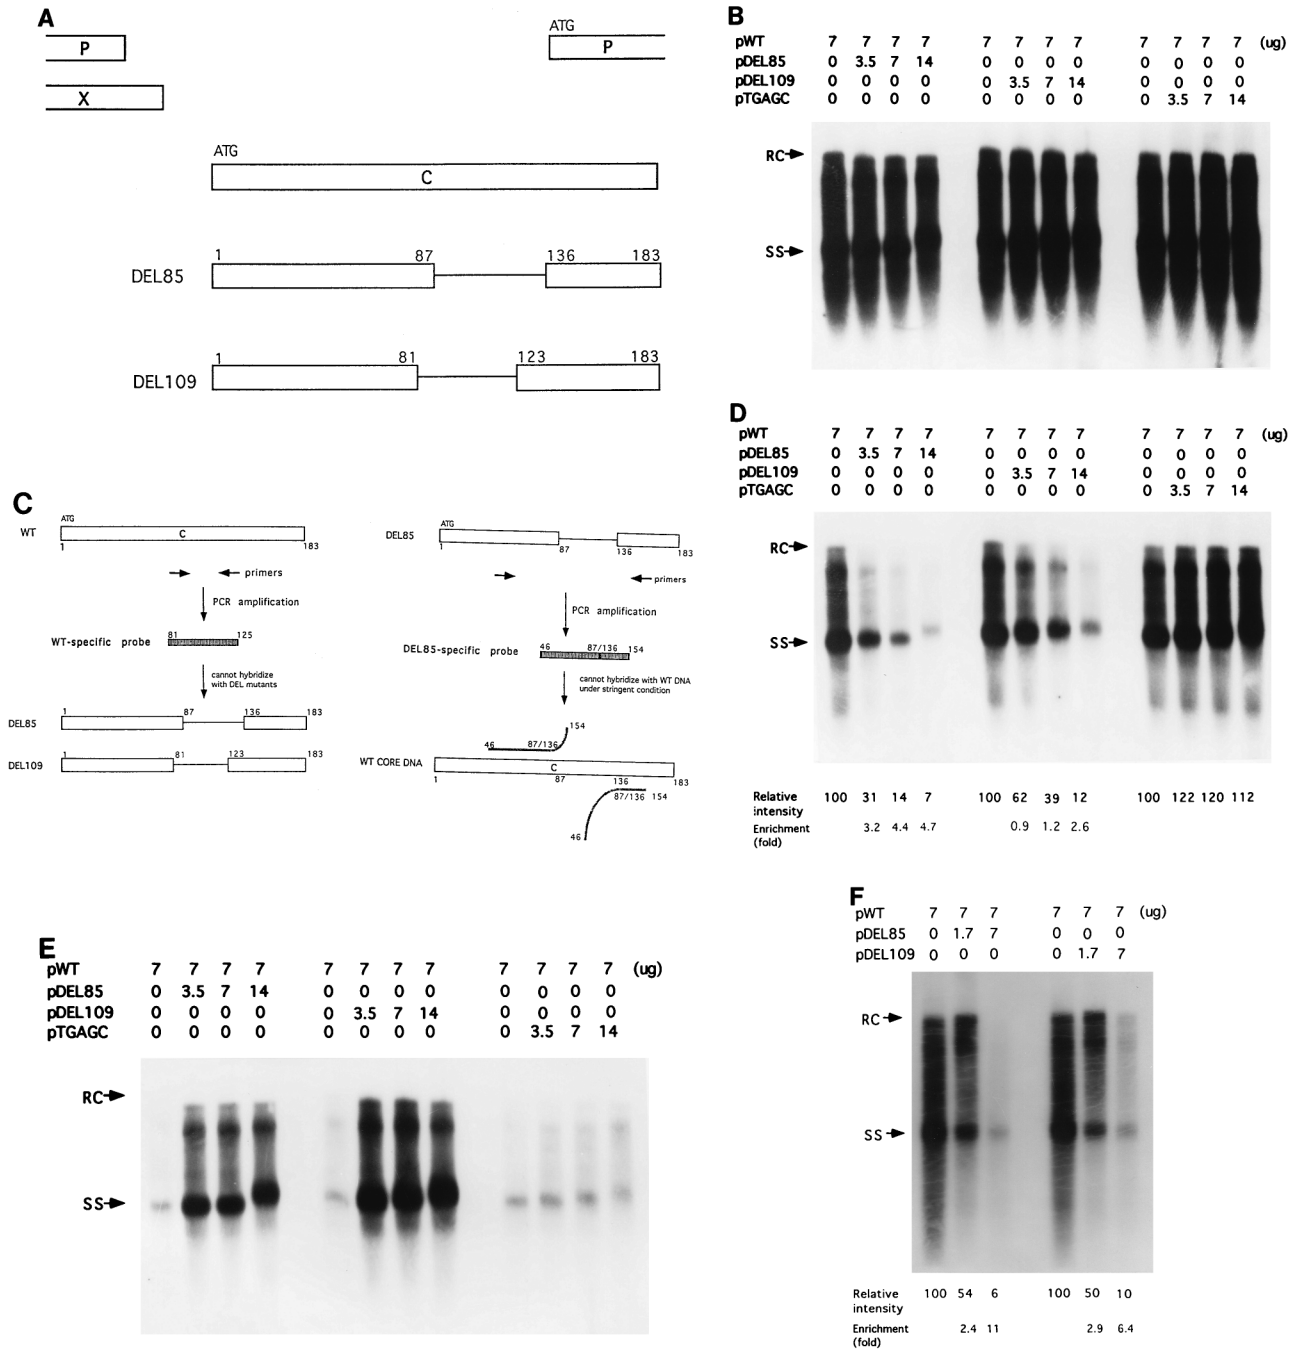 A
ATG
P
P
X
ATG
C
1 87 136 183
DEL85
1 81 123 183
DEL109
B
pWT 7 7 7 7 7 7 7 7 7 7 7 7 (ug)
pDEL85 0 3.5 7 14 0 0 0 0 0 0 0 0
pDEL109 0 0 0 0 0 3.5 7 14 0 0 0 0
pTGAGC 0 0 0 0 0 0 0 0 0 3.5 7 14
RC
SS
C
WT
ATG
C
1 183
primers
PCR amplification
WT-specific probe
81 125
cannot hybridize
with DEL mutants
DEL85
1 87 136 183
DEL109
1 81 123 183
DEL85
ATG
1 87 136 183
primers
PCR amplification
DEL85-specific probe
46 87/136 154
cannot hybridize with WT DNA
under stringent condition
154
46 87/136
WT CORE DNA
C
1 87 136 183
87/136 154
46
D
pWT 7 7 7 7 7 7 7 7 7 7 7 7 (ug)
pDEL85 0 3.5 7 14 0 0 0 0 0 0 0 0
pDEL109 0 0 0 0 0 3.5 7 14 0 0 0 0
pTGAGC 0 0 0 0 0 0 0 0 0 3.5 7 14
RC
SS
Relative
intensity
100 31 14 7 100 62 39 12 100 122 120 112
Enrichment
(fold)
3.2 4.4 4.7 0.9 1.2 2.6
E
pWT 7 7 7 7 7 7 7 7 7 7 7 7 (ug)
pDEL85 0 3.5 7 14 0 0 0 0 0 0 0 0
pDEL109 0 0 0 0 0 3.5 7 14 0 0 0 0
pTGAGC 0 0 0 0 0 0 0 0 0 3.5 7 14
RC
SS
F
pWT 7 7 7 7 7 7 (ug)
pDEL85 0 1.7 7 0 0 0
pDEL109 0 0 0 0 1.7 7
RC
SS
Relative
intensity
100 54 6 100 50 10
Enrichment
(fold)
2.4 11 2.9 6.4